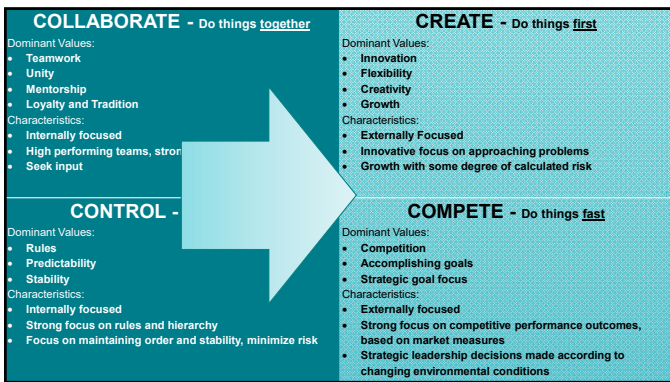 COLLABORATE - Do things together
Dominant Values:
• Teamwork
• Unity
• Mentorship
• Loyalty and Tradition
Characteristics:
• Internally focused
• High performing teams,
• Seek input
CREATE - Do things first
Dominant Values:
• Innovation
• Flexibility
• Creativity
• Growth
Characteristics:
• Externally Focused
• Innovative focus on approaching problems
• Growth with some degree of calculated risk
CONTROL -
Dominant Values:
• Rules
• Predictability
• Stability
Characteristics:
• Internally focused
• Strong focus on rules and hierarchy
• Focus on maintaining order and stability, minimize risk
COMPETE - Do things fast
Dominant Values:
• Competition
• Accomplishing goals
• Strategic goal focus
Characteristics:
• Externally focused
• Strong focus on competitive performance outcomes,
based on market measures
• Strategic leadership decisions made according to
changing environmental conditions